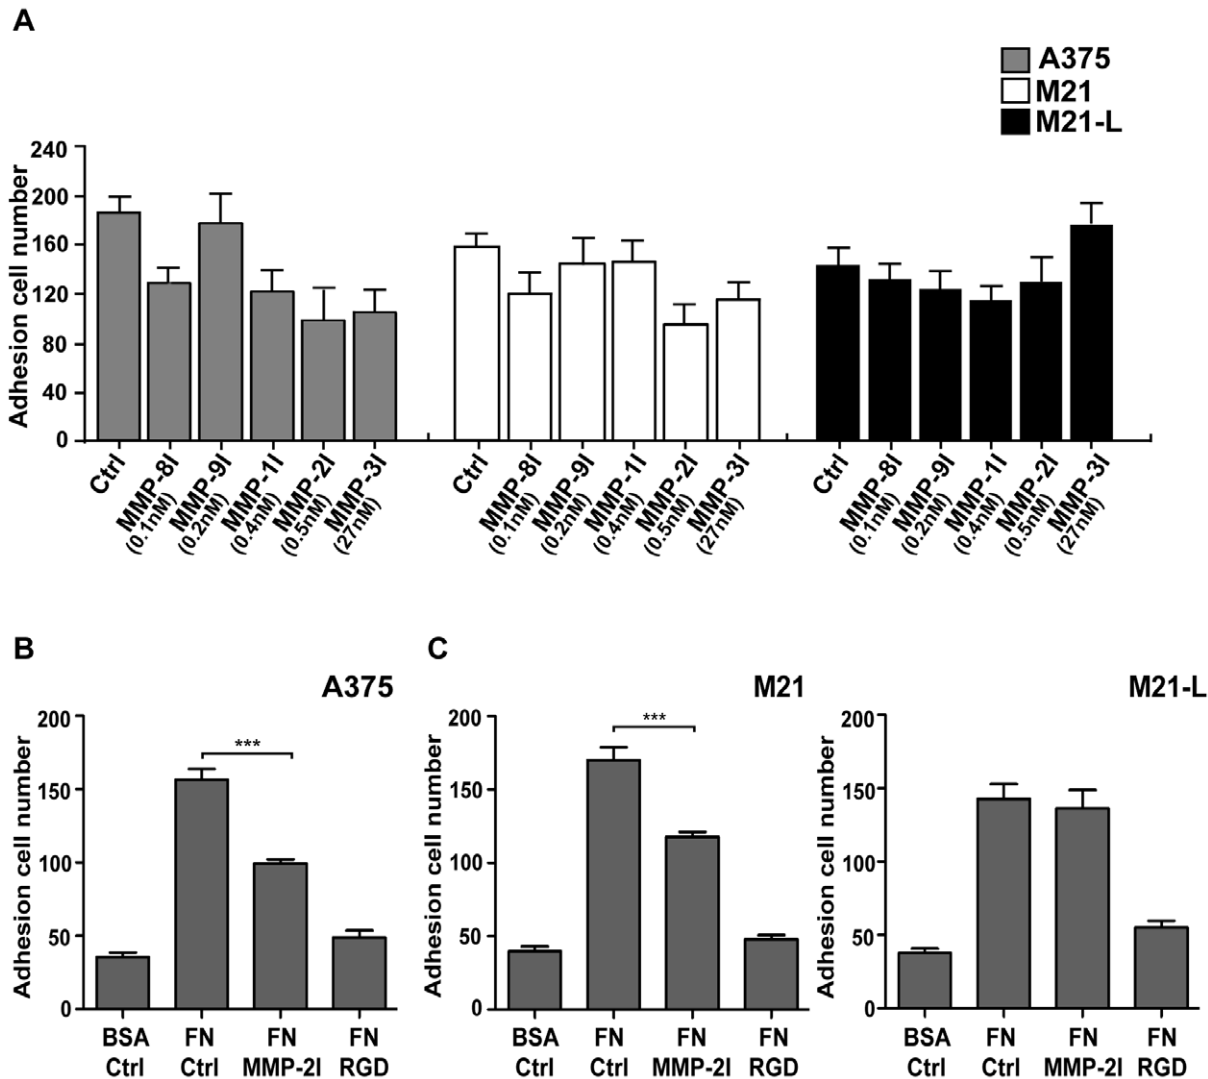 A
A375
M21
M21-L
Adhesion cell number
240
200
160
120
80
40
0
Ctrl
MMP-8I
(0.1nM)
MMP-9I
(0.2nM)
MMP-1I
(0.4nM)
MMP-2I
(0.5nM)
MMP-3I
(27nM)
Ctrl
MMP-8I
(0.1nM)
MMP-9I
(0.2nM)
MMP-1I
(0.4nM)
MMP-2I
(0.5nM)
MMP-3I
(27nM)
Ctrl
MMP-8I
(0.1nM)
MMP-9I
(0.2nM)
MMP-1I
(0.4nM)
MMP-2I
(0.5nM)
MMP-3I
(27nM)
B
A375
Adhesion cell number
200
150
100
50
0
***
BSA FN FN FN
Ctrl Ctrl MMP-2I RGD
C
M21
Adhesion cell number
200
150
100
50
0
***
BSA FN FN FN
Ctrl Ctrl MMP-2I RGD
M21-L
Adhesion cell number
200
150
100
50
0
BSA FN FN FN
Ctrl Ctrl MMP-2I RGD